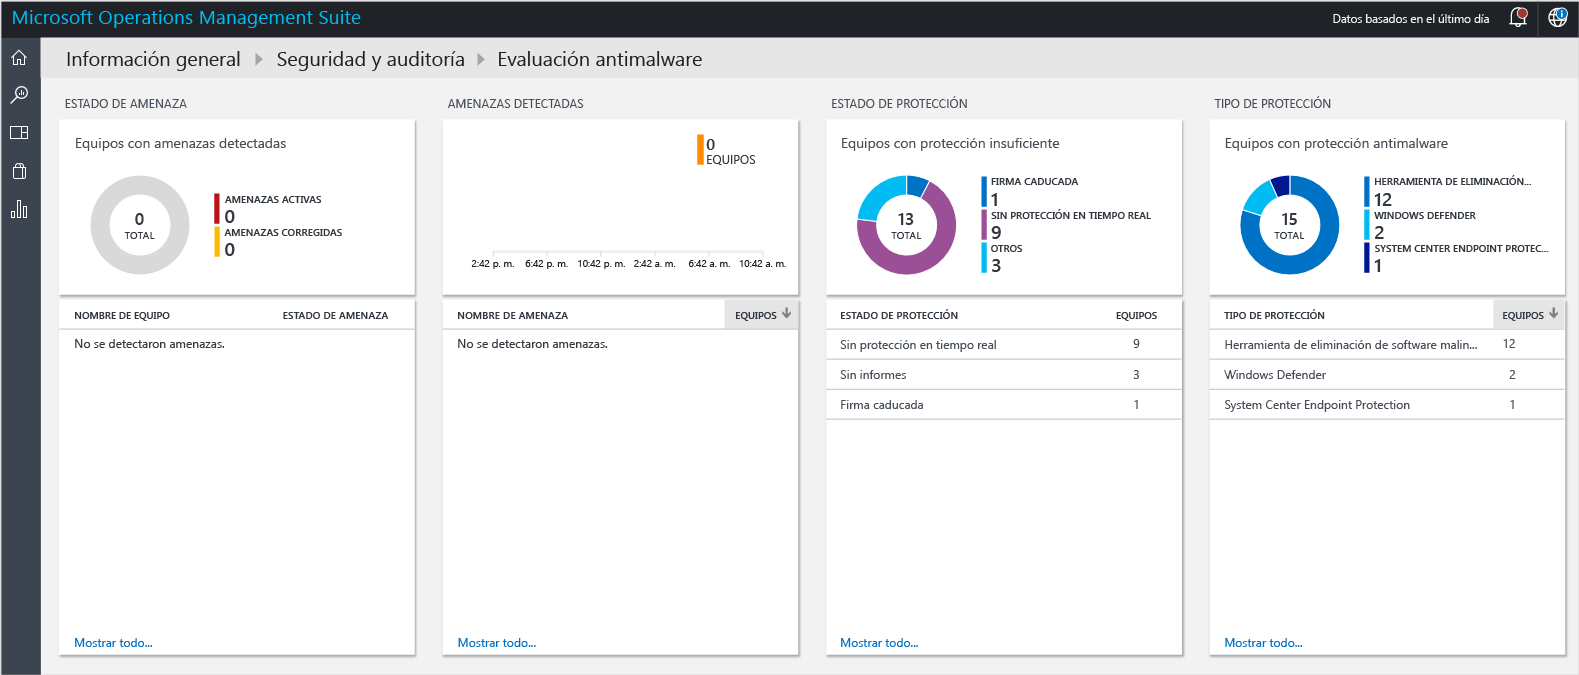 Microsoft Operations Management Suite
Datos basados en el último día
Información general
Seguridad y auditoría
Evaluación antimalware
ESTADO DE AMENAZA
Equipos con amenazas detectadas
0
TOTAL
AMENAZAS ACTIVAS
0
AMENAZAS CORREGIDAS
0
NOMBRE DE EQUIPO ESTADO DE AMENAZA
No se detectaron amenazas.
Mostrar todo...
AMENAZAS DETECTADAS
0
EQUIPOS
2:42 p. m. 6:42 p. m. 10:42 p. m. 2:42 a. m. 6:42 a. m. 10:42 a. m.
NOMBRE DE AMENAZA EQUIPOS
No se detectaron amenazas.
Mostrar todo...
ESTADO DE PROTECCIÓN
Equipos con protección insuficiente
13
TOTAL
FIRMA CADUCADA
1
SIN PROTECCIÓN EN TIEMPO REAL
9
OTROS
3
ESTADO DE PROTECCIÓN EQUIPOS
Sin protección en tiempo real 9
Sin informes 3
Firma caducada 1
Mostrar todo...
TIPO DE PROTECCIÓN
Equipos con protección antimalware
15
TOTAL
HERRAMIENTA DE ELIMINACIÓN...
12
WINDOWS DEFENDER
2
SYSTEM CENTER ENDPOINT PROTEC...
1
TIPO DE PROTECCIÓN EQUIPOS
Herramienta de eliminación de software malin... 12
Windows Defender 2
System Center Endpoint Protection 1
Mostrar todo...